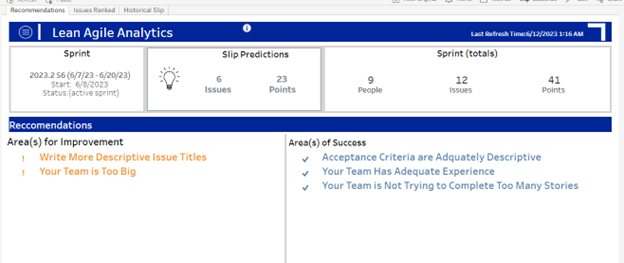 Recommendations Issues Ranked Historical Slip
Lean Agile Analytics
Last Refresh Time:6/12/2023 1:16 AM
Sprint
2023.2 S6 (6/7/23 - 6/20/23)
Start: 6/8/2023
Status:(active sprint)
Slip Predictions
6 23
Issues Points
Sprint (totals)
9 12 41
People Issues Points
Reccomendations
Area(s) for Improvement
! Write More Descriptive Issue Titles
! Your Team is Too Big
Area(s) of Success
✓ Acceptance Criteria are Adquately Descriptive
✓ Your Team Has Adequate Experience
✓ Your Team is Not Trying to Complete Too Many Stories